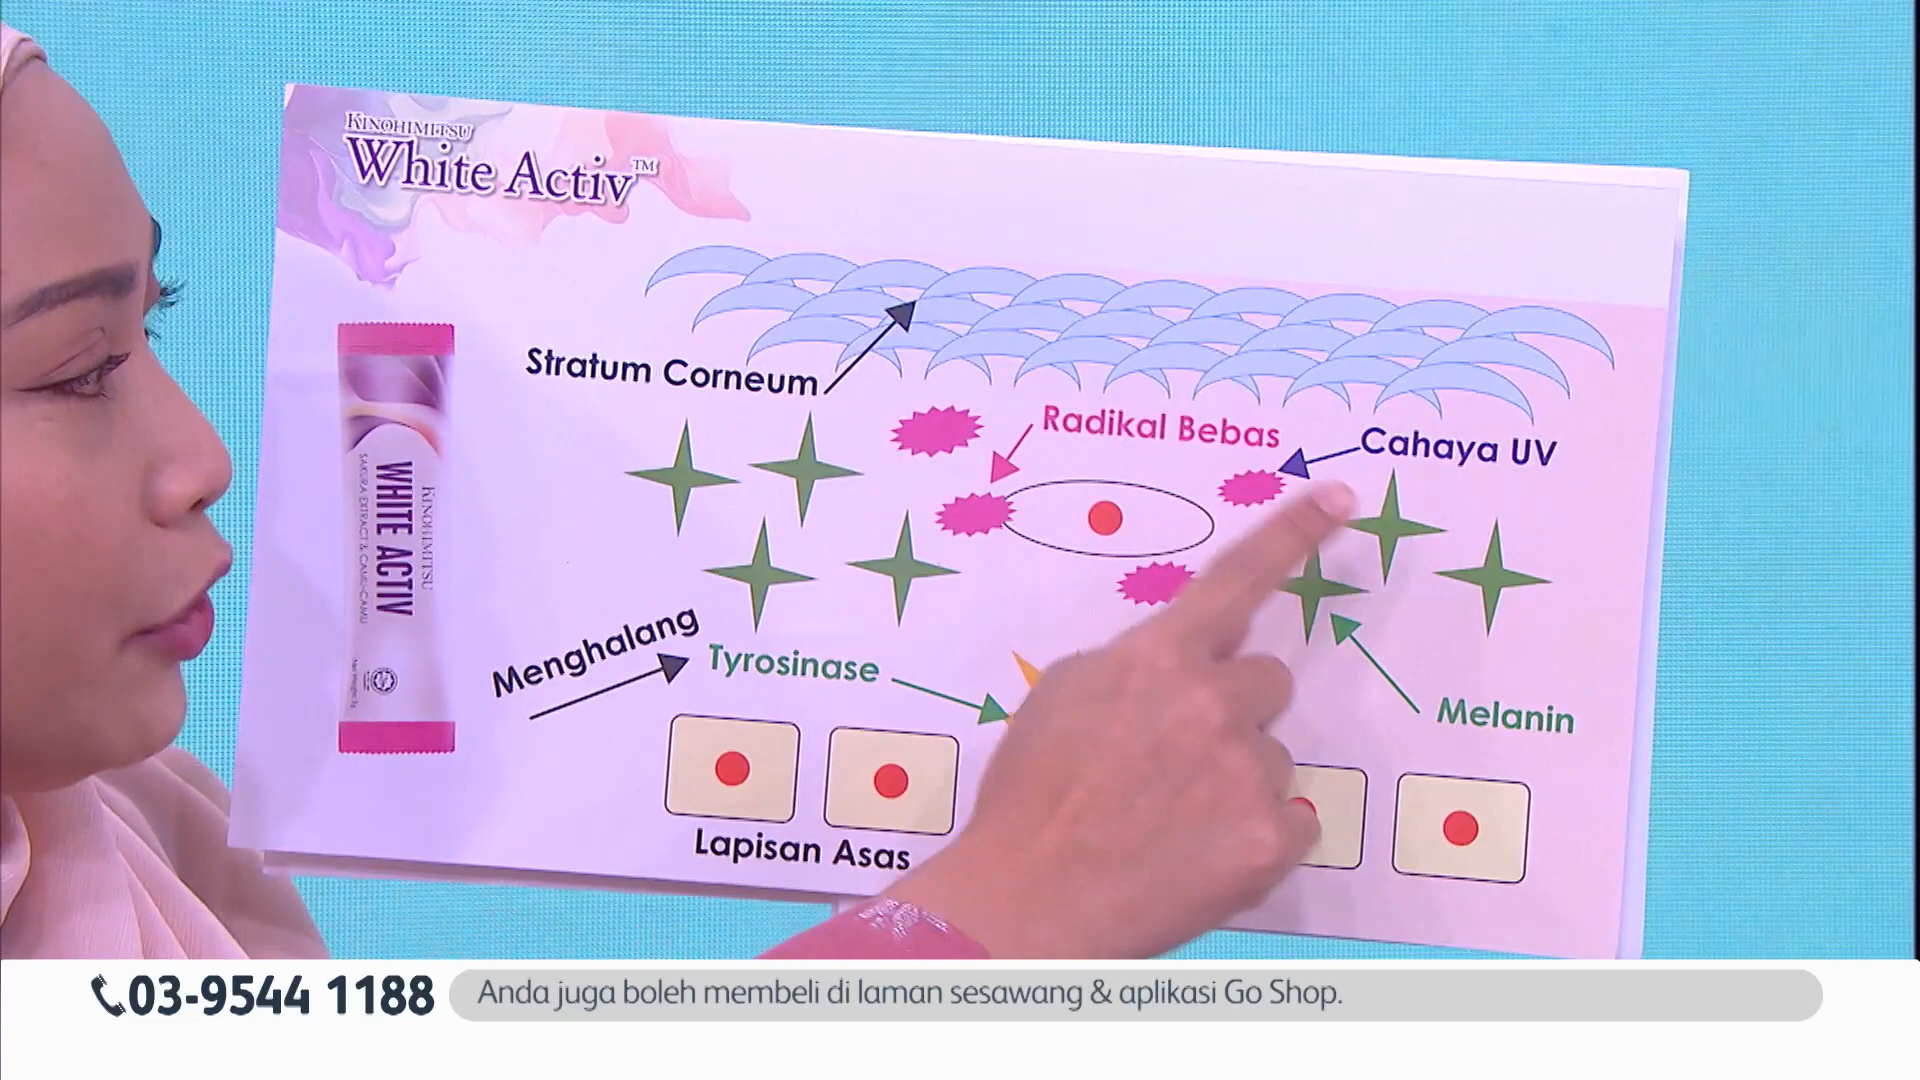 KINOHIMITSU
White Activ™
Stratum Corneum
Radikal Bebas
Cahaya UV
KINOHIMITSU
WHITE ACTIV
SAKURA EXTRACT & CAMU-CAMU
Menghalang
Tyrosinase
Melanin
Lapisan Asas
03-9544 1188
Anda juga boleh membeli di laman sesawang & aplikasi Go Shop.